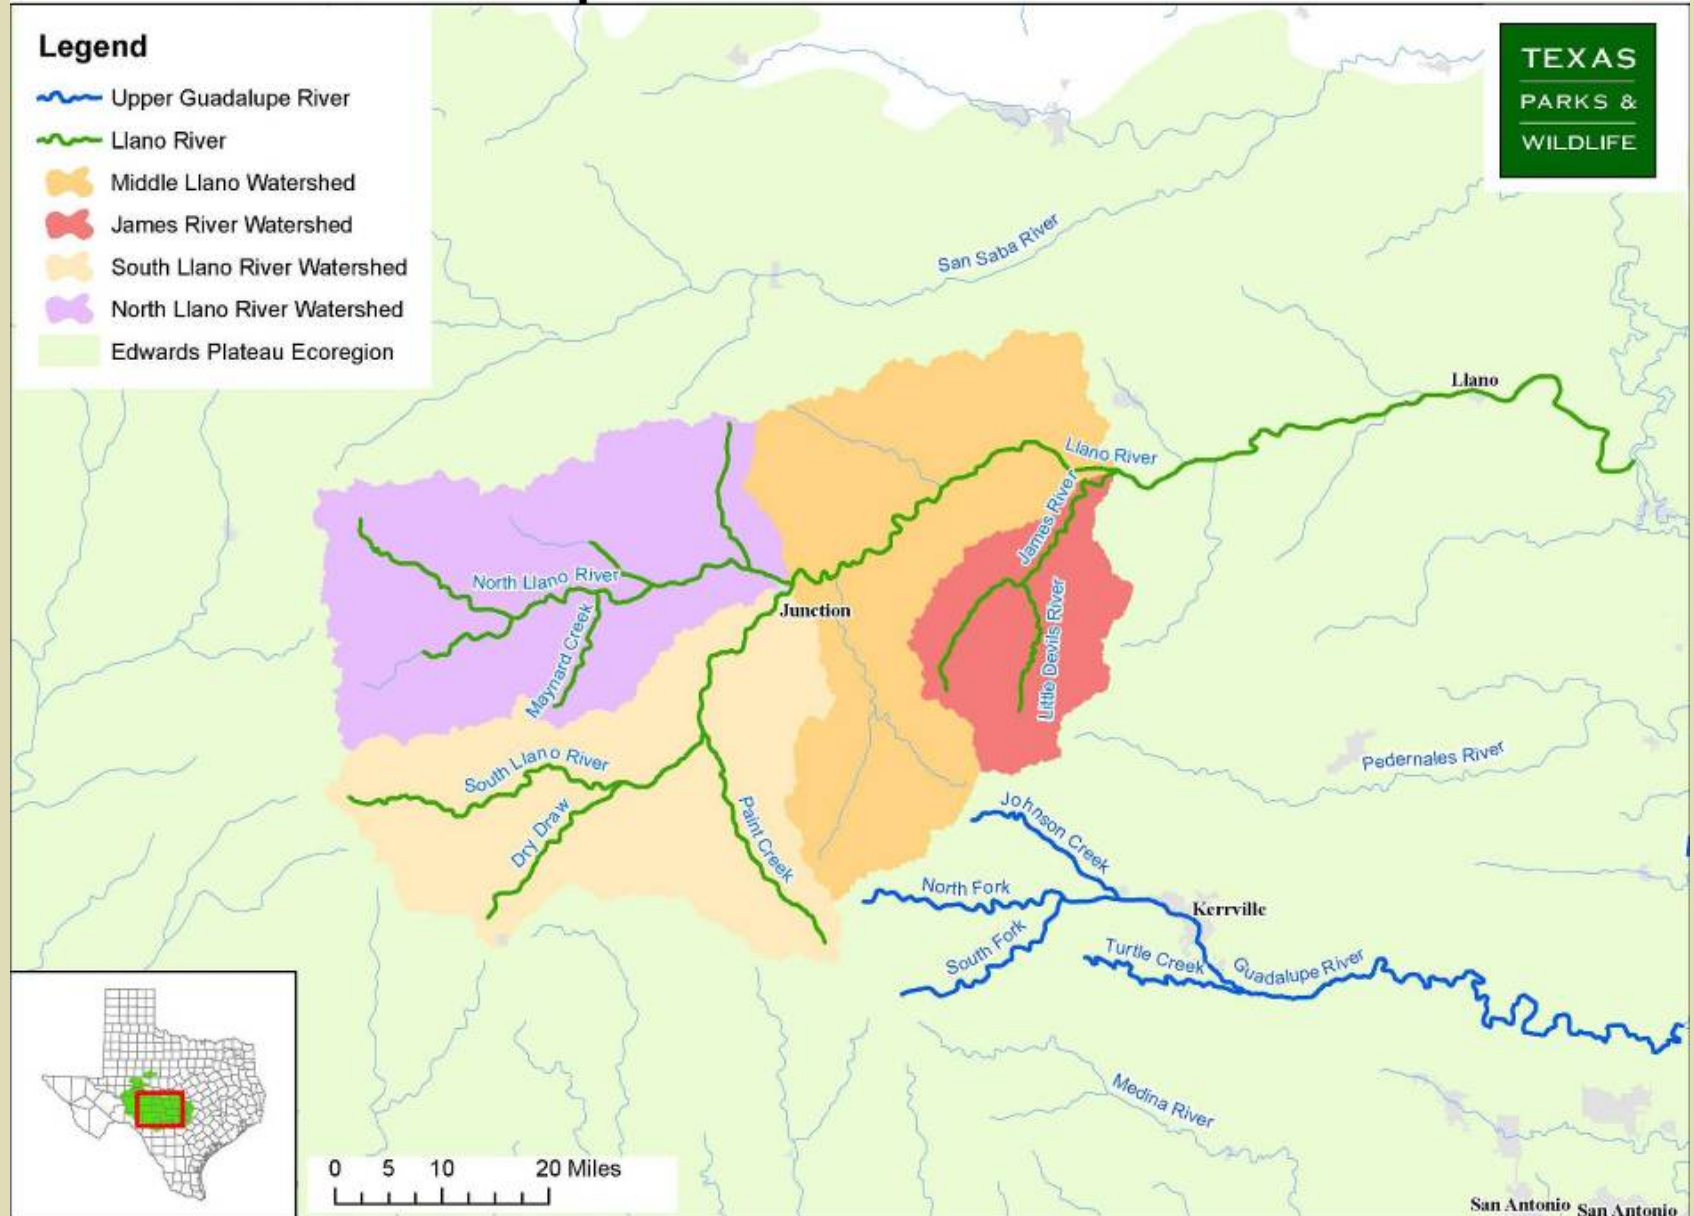 Legend
Upper Guadalupe River
Llano River
Middle Llano Watershed
James River Watershed
South Llano River Watershed
North Llano River Watershed
Edwards Plateau Ecoregion
TEXAS
PARKS &
WILDLIFE
San Saba River
Llano
Llano River
James River
North Llano River
Junction
Maynard Creek
Little Devils River
South Llano River
Pedernales River
Dry Draw
Paint Creek
Johnson Creek
North Fork
Kerrville
South Fork
Turtle Creek
Guadalupe River
Medina River
0 5 10 20 Miles
San Antonio San Antonio